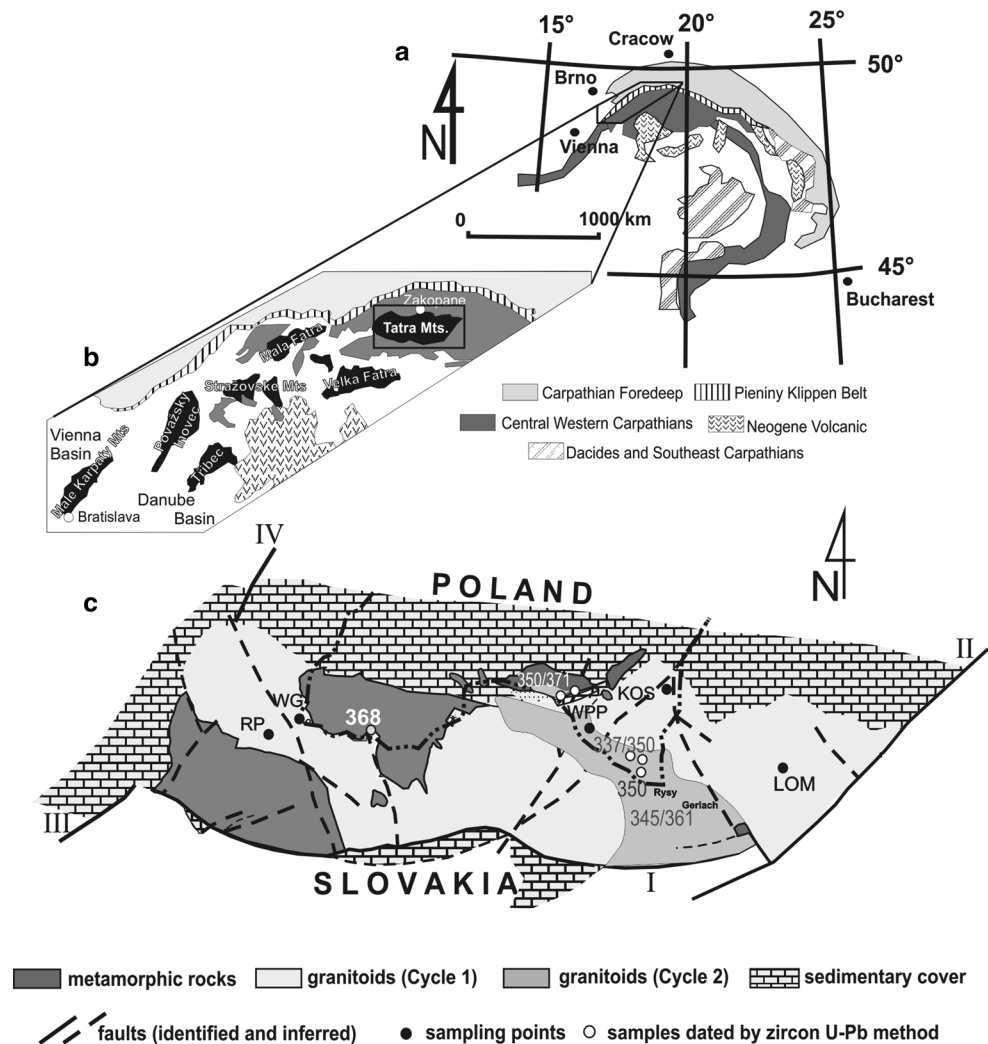 a
15°
20°
25°
Cracow
50°
Brno
N
Vienna
0
1000 km
45°
Bucharest
b
Zakopane
Tatra Mts.
Mala Fatra
Stražovske Mts
Velka Fatra
Považsky
Inovec
Vienna
Basin
Male Karpaty Mts
Tribec
Danube
Basin
Bratislava
Carpathian Foredeep
Pieniny Klippen Belt
Central Western Carpathians
Neogene Volcanic
Dacides and Southeast Carpathians
IV
N
c
POLAND
II
350/371
KOS
WG
WPP
RP
368
337/350
LOM
350
Rysy
Gerlach
345/361
III
SLOVAKIA
I
metamorphic rocks
granitoids (Cycle 1)
granitoids (Cycle 2)
sedimentary cover
faults (identified and inferred)
sampling points
samples dated by zircon U-Pb method